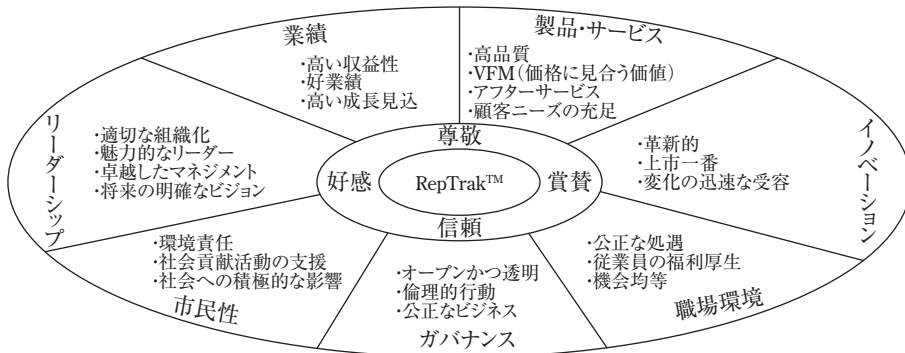 業績
・高い収益性
・好業績
・高い成長見込
製品・サービス
・高品質
・VFM（価格に見合う価値）
・アフターサービス
・顧客ニーズの充足
リーダーシップ
・適切な組織化
・魅力的なリーダー
・卓越したマネジメント
・将来の明確なビジョン
尊敬
好感
RepTrak™
賞賛
信頼
イノベーション
・革新的
・上市一番
・変化の迅速な受容
・環境責任
・社会貢献活動の支援
・社会への積極的な影響
市民性
・オープンかつ透明
・倫理的行動
・公正なビジネス
ガバナンス
・公正な処遇
・従業員の福利厚生
・機会均等
職場環境